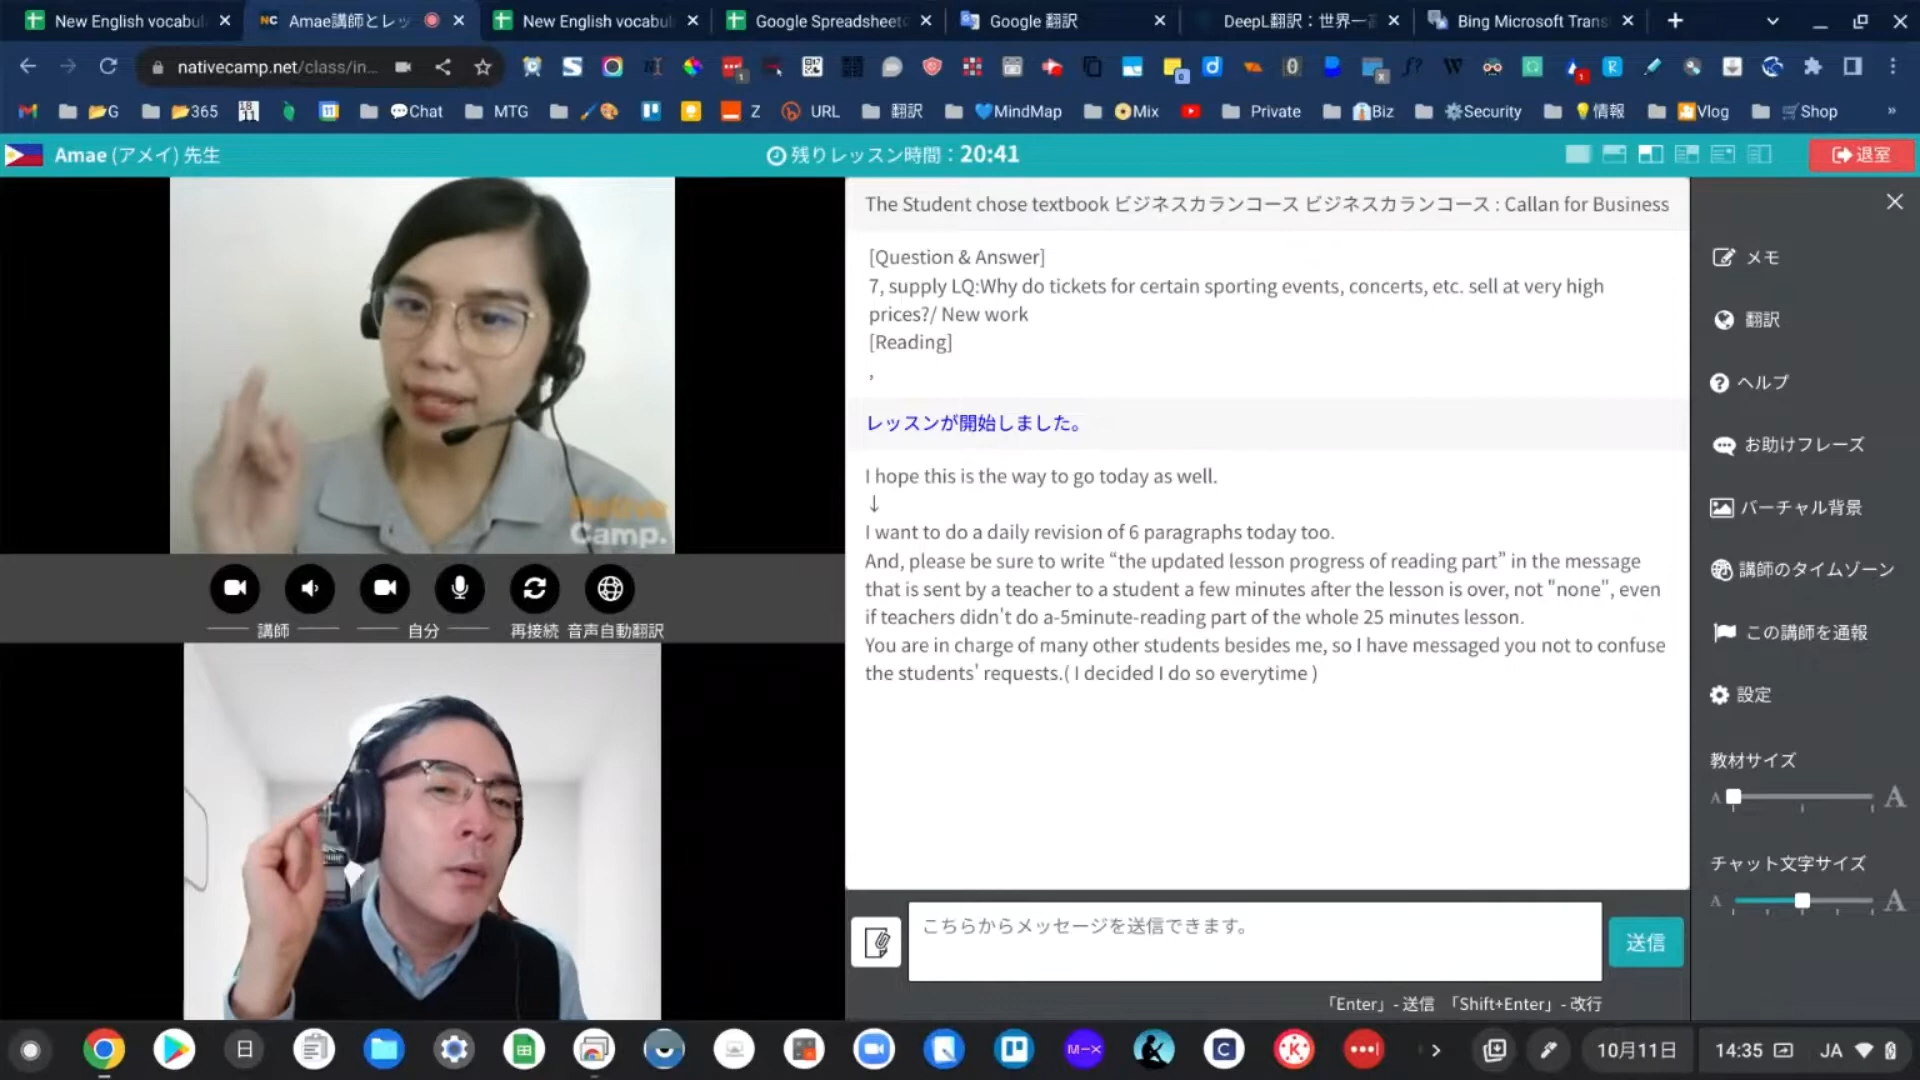 New English vocabul
Amae講師とレッ
New English vocabul
Google Spreadsheet
Google 翻訳
DeepL翻訳：世界一
Bing Microsoft Trans
nativecamp.net/class/in...
G
365
Chat
MTG
Z
URL
翻訳
MindMap
Mix
Private
Biz
Security
情報
Vlog
Shop
Amae (アメイ) 先生
残りレッスン時間：20:41
退室
The Student chose textbook ビジネスカランコース ビジネスカランコース : Callan for Business
[Question & Answer]
7, supply LQ:Why do tickets for certain sporting events, concerts, etc. sell at very high
prices?/ New work
[Reading]
,
レッスンが開始しました。
I hope this is the way to go today as well.
↓
I want to do a daily revision of 6 paragraphs today too.
And, please be sure to write “the updated lesson progress of reading part” in the message
that is sent by a teacher to a student a few minutes after the lesson is over, not "none", even
if teachers didn't do a-5minute-reading part of the whole 25 minutes lesson.
You are in charge of many other students besides me, so I have messaged you not to confuse
the students' requests.( I decided I do so everytime )
Native
Camp.
講師
自分
再接続
音声自動翻訳
メモ
翻訳
ヘルプ
お助けフレーズ
バーチャル背景
講師のタイムゾーン
この講師を通報
設定
教材サイズ
A A
チャット文字サイズ
A A
こちらからメッセージを送信できます。
送信
「Enter」- 送信 「Shift+Enter」- 改行
10月11日
14:35
JA